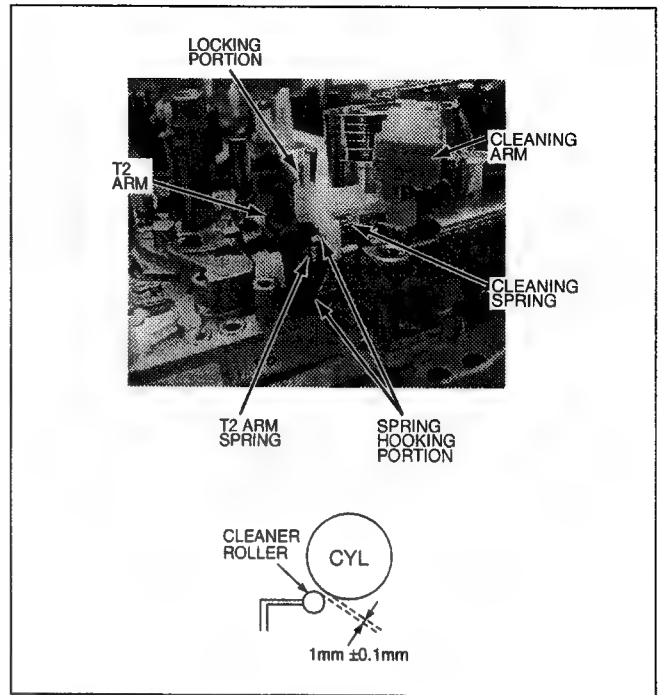 LOCKING
PORTION
T2
ARM
CLEANING
ARM
CLEANING
SPRING
T2 ARM
SPRING
SPRING
HOOKING
PORTION
CLEANER
ROLLER
CYL
1mm ±0.1mm